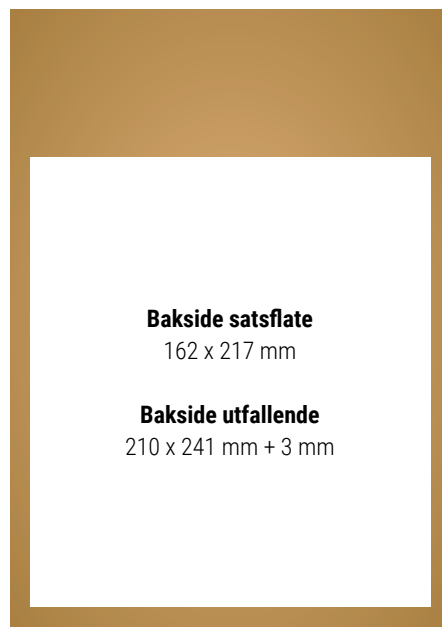 Bakside satsflate
162 x 217 mm
Bakside utfallende
210 x 241 mm + 3 mm